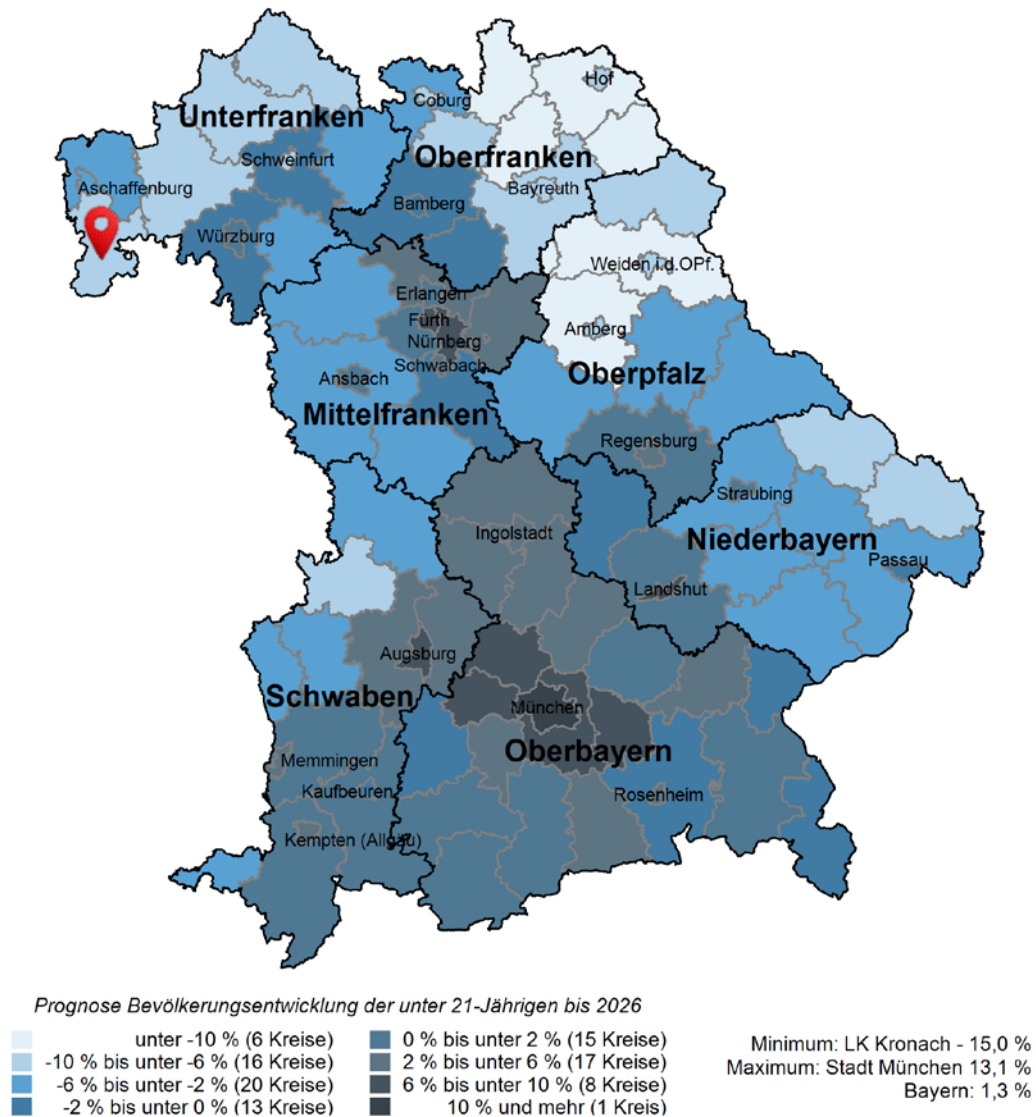 Hof
Coburg
Unterfranken
Schweinfurt
Oberfranken
Aschaffenburg
Bayreuth
Bamberg
Würzburg
Weiden i.d.OPf.
Erlangen
Fürth
Amberg
Nürnberg
Schwabach
Ansbach
Oberpfalz
Mittelfranken
Regensburg
Straubing
Ingolstadt
Niederbayern
Passau
Landshut
Augsburg
Schwaben
München
Oberbayern
Memmingen
Kaufbeuren
Rosenheim
Kempten (Allgäu)
Prognose Bevölkerungsentwicklung der unter 21-Jährigen bis 2026
unter -10 % (6 Kreise)
-10 % bis unter -6 % (16 Kreise)
-6 % bis unter -2 % (20 Kreise)
-2 % bis unter 0 % (13 Kreise)
0 % bis unter 2 % (15 Kreise)
2 % bis unter 6 % (17 Kreise)
6 % bis unter 10 % (8 Kreise)
10 % und mehr (1 Kreis)
Minimum: LK Kronach - 15,0 %
Maximum: Stadt München 13,1 %
Bayern: 1,3 %